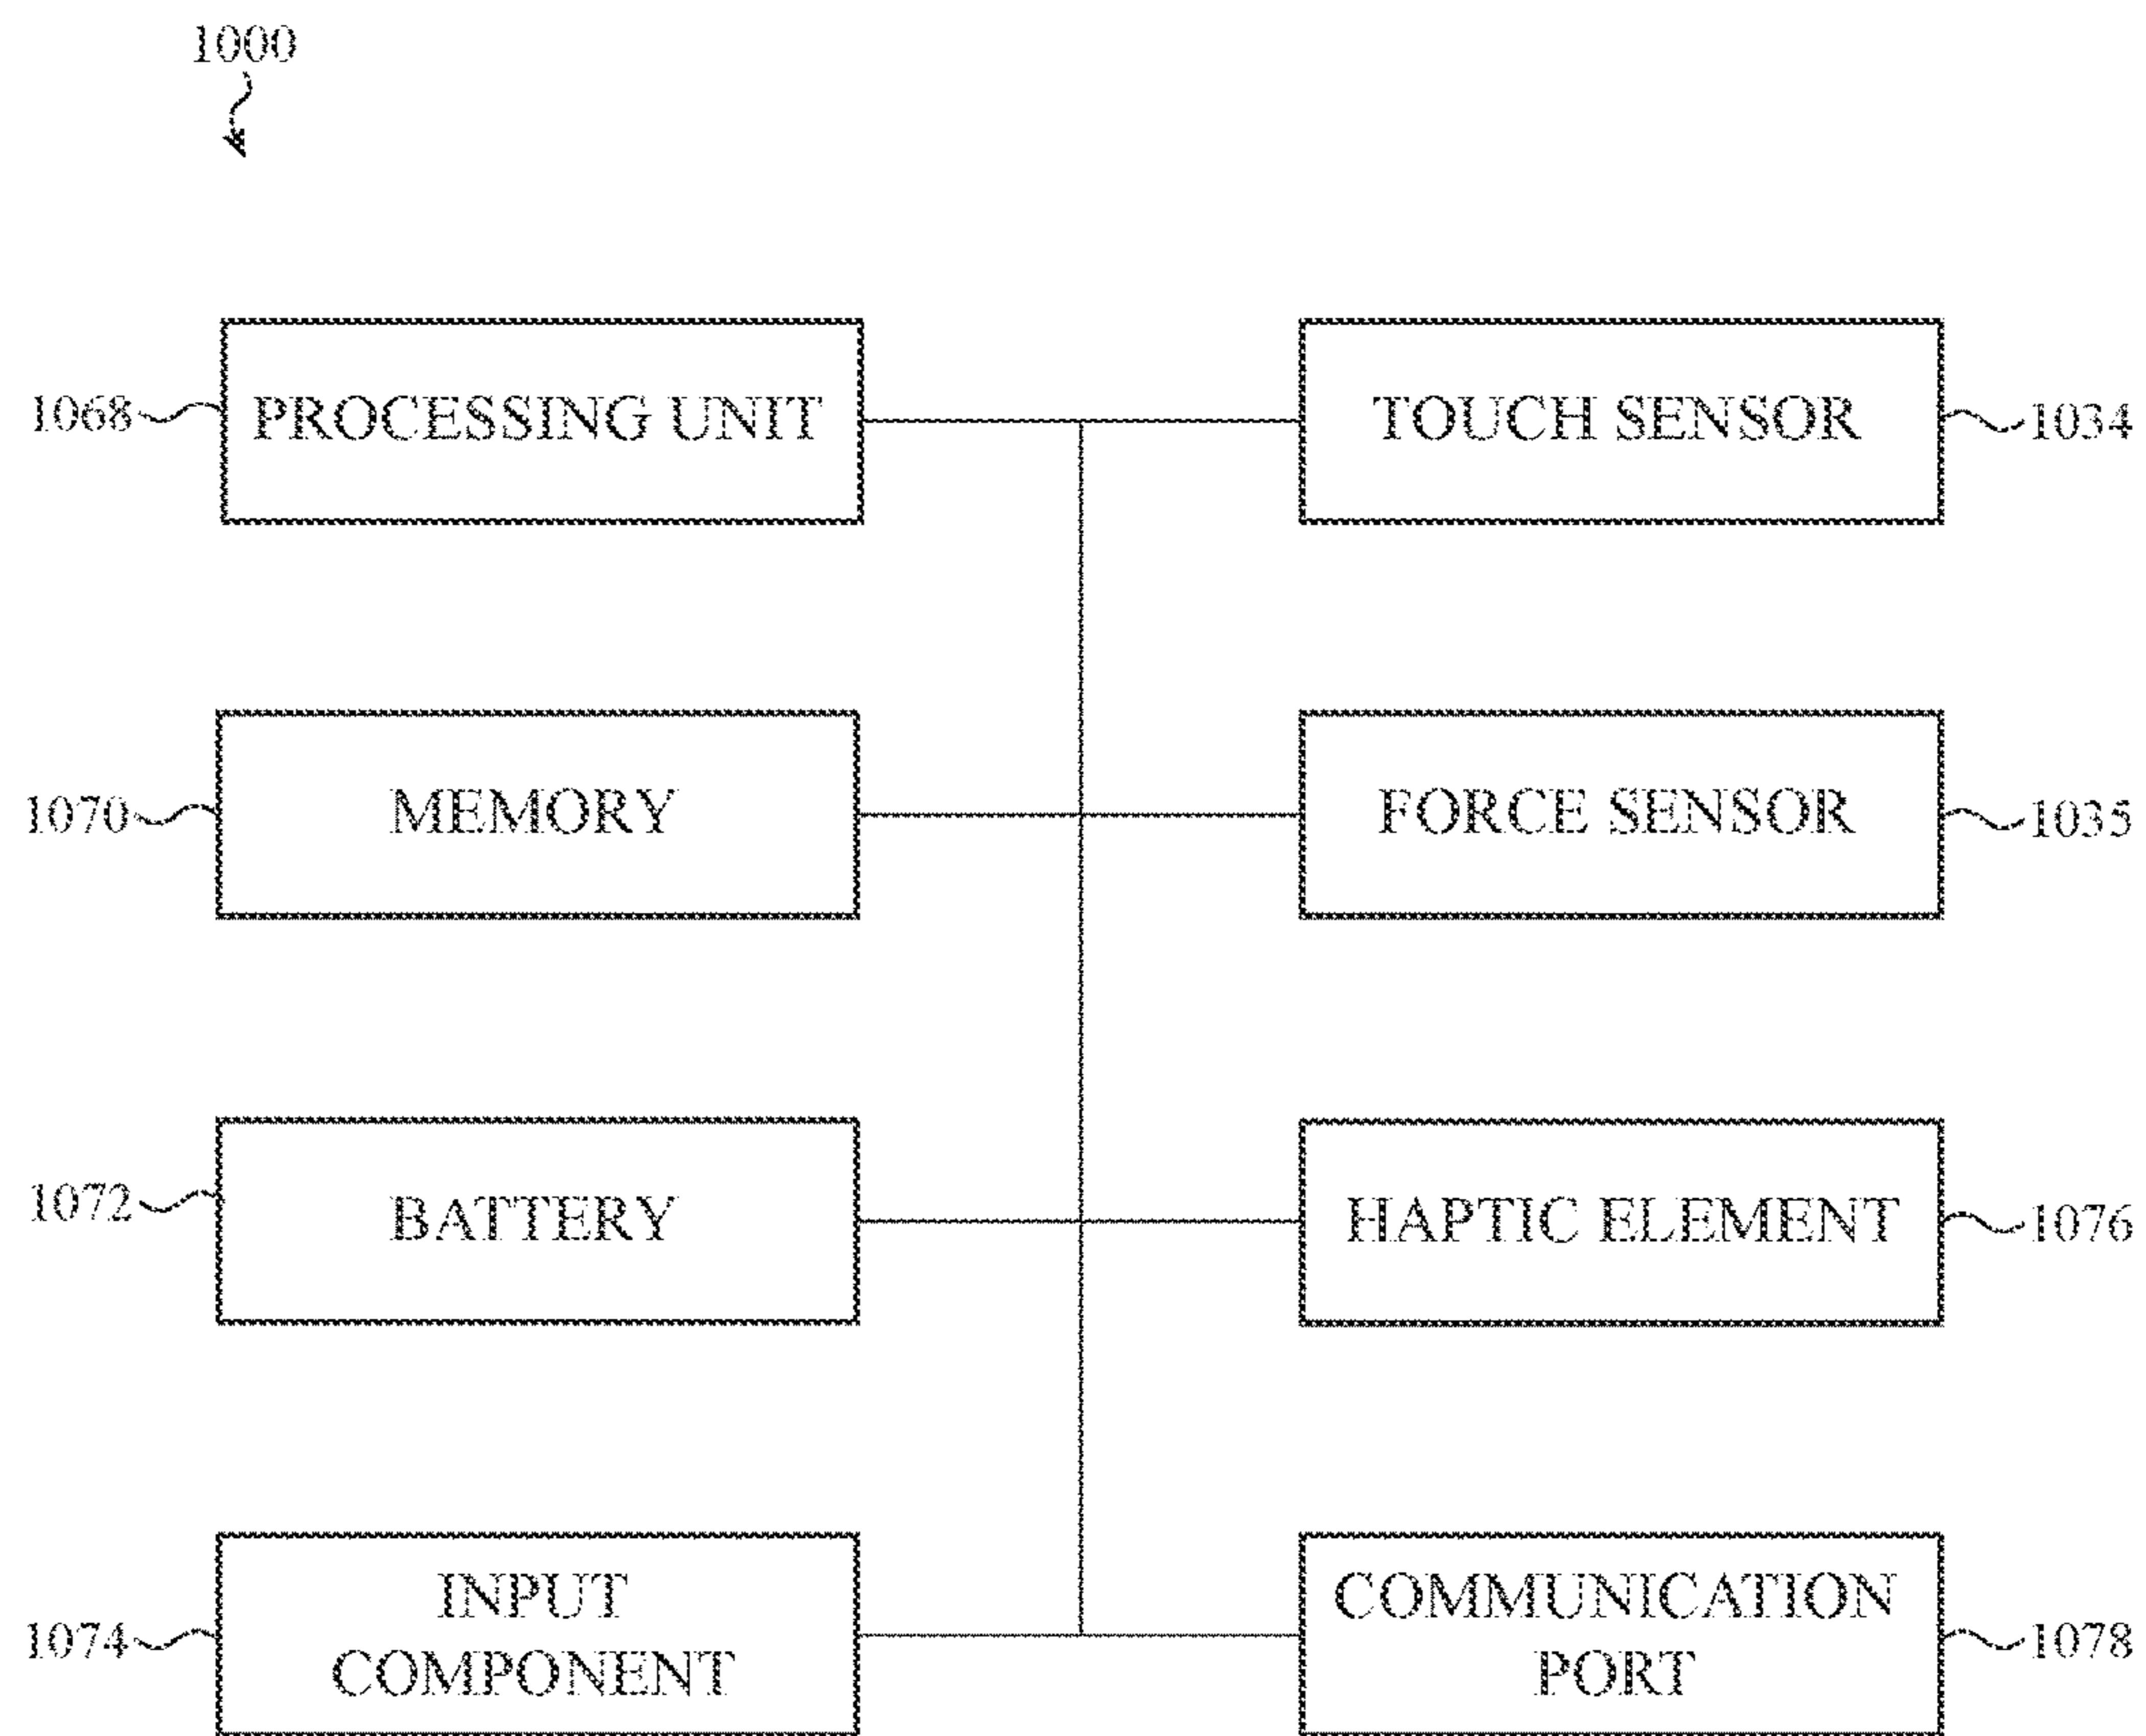 1000
1068
PROCESSING UNIT
TOUCH SENSOR
1034
1070
MEMORY
FORCE SENSOR
1035
1072
BATTERY
HAPTIC ELEMENT
1076
1074
INPUT
COMPONENT
COMMUNICATION
PORT
1078